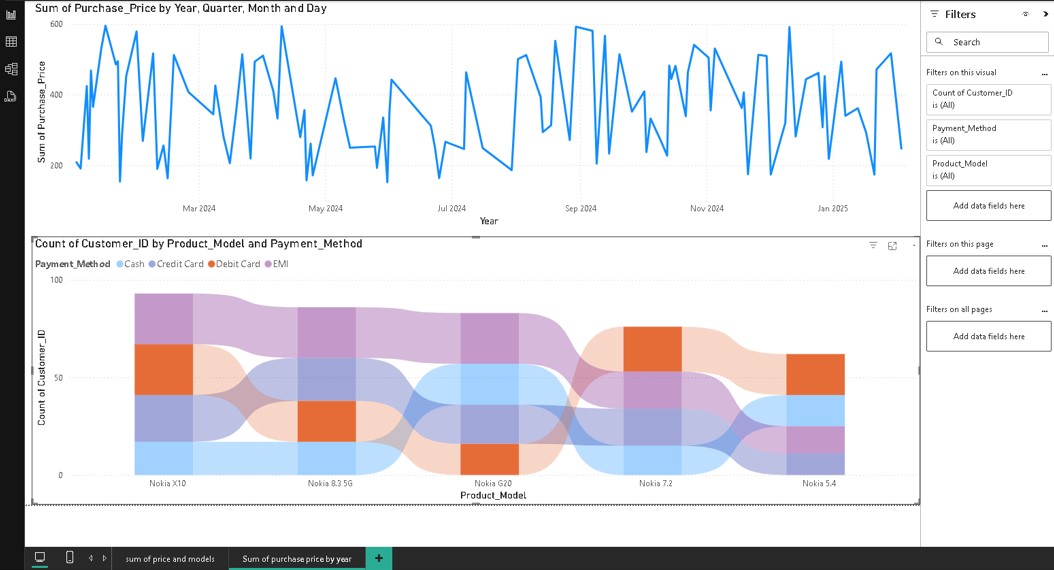 Sum of Purchase_Price by Year, Quarter, Month and Day
600
400
200
Sum of Purchase_Price
Mar 2024 May 2024 Jul 2024 Sep 2024 Nov 2024 Jan 2025
Year
Count of Customer_ID by Product_Model and Payment_Method
Payment_Method Cash Credit Card Debit Card EMI
100
50
0
Count of Customer_ID
Nokia X10 Nokia 8.3 5G Nokia G20 Nokia 7.2 Nokia 5.4
Product_Model
Filters
Search
Filters on this visual ...
Count of Customer_ID
is (All)
Payment_Method
is (All)
Product_Model
is (All)
Add data fields here
Filters on this page ...
Add data fields here
Filters on all pages ...
Add data fields here
sum of price and models Sum of purchase price by year +